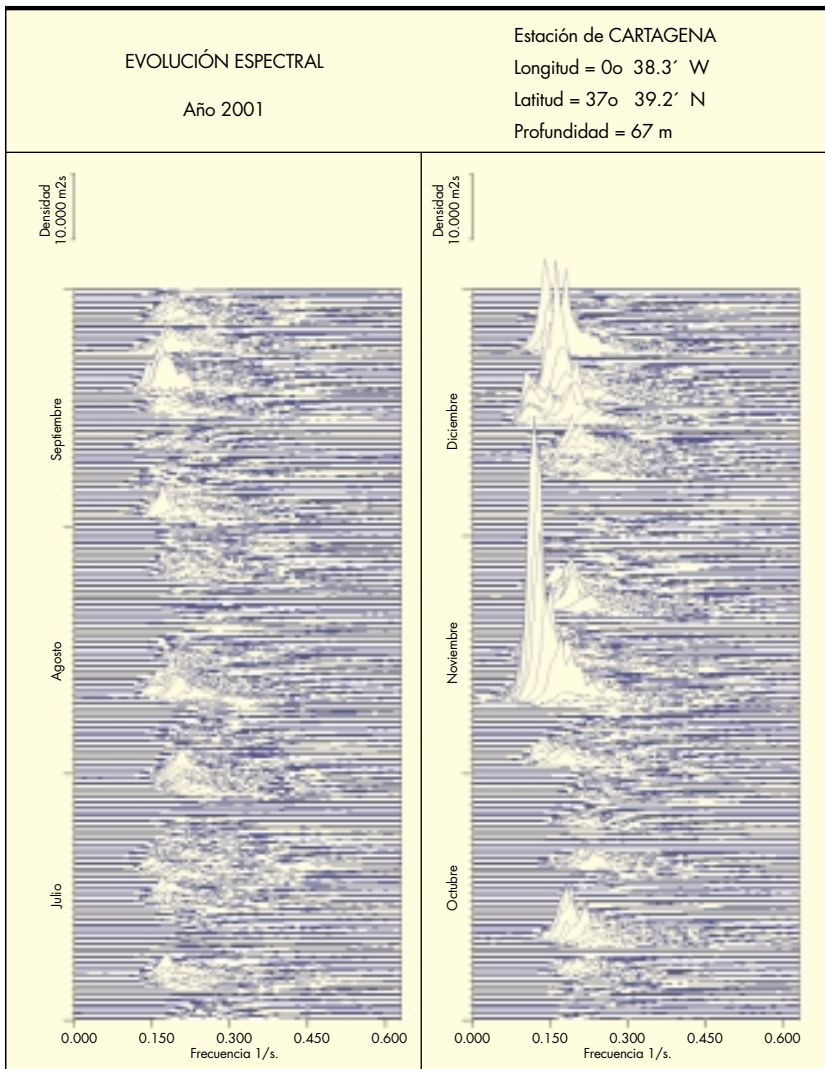 EVOLUCIÓN ESPECTRAL
Año 2001
Estación de CARTAGENA
Longitud = 0o 38.3´ W
Latitud = 37o 39.2´ N
Profundidad = 67 m
Densidad
10.000 m2s
Septiembre
Agosto
Julio
0.000 0.150 0.300 0.450 0.600
Frecuencia 1/s.
Densidad
10.000 m2s
Diciembre
Noviembre
Octubre
0.000 0.150 0.300 0.450 0.600
Frecuencia 1/s.